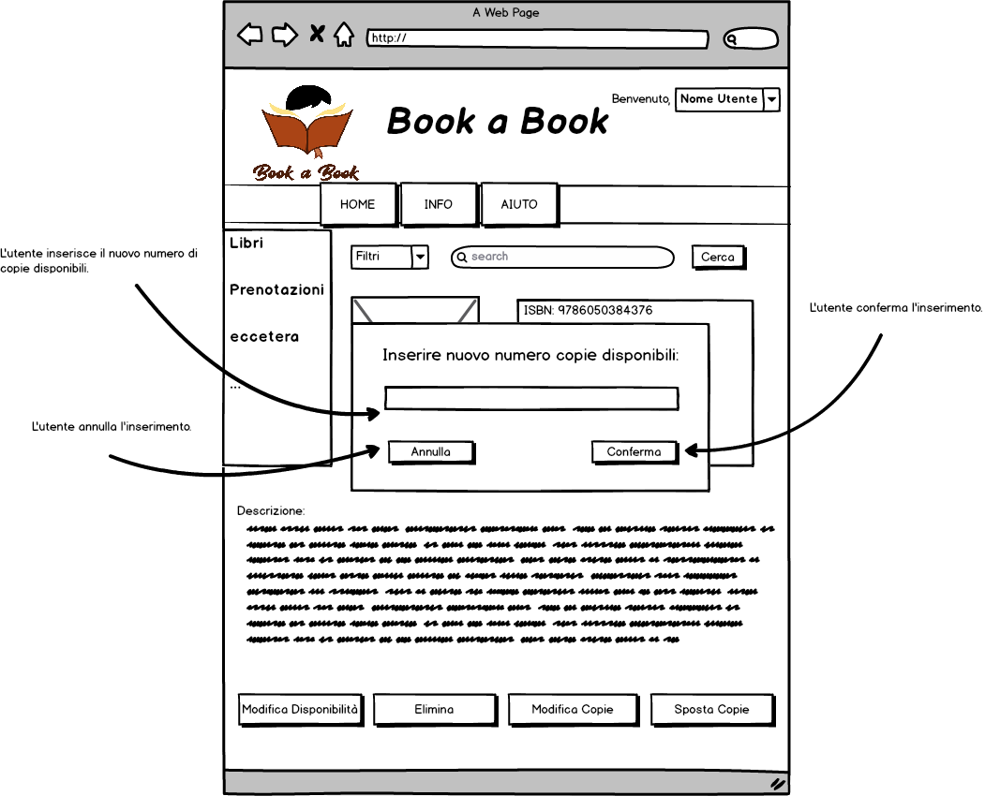 A Web Page
http://
Benvenuto, Nome Utente
Book a Book
Book a Book
HOME INFO AIUTO
Libri
Prenotazioni
eccetera
...
Filtri search Cerca
L'utente inserisce il nuovo numero di
copie disponibili.
ISBN: 9786050384376
L'utente conferma l'inserimento.
Inserire nuovo numero copie disponibili:
L'utente annulla l'inserimento.
Annulla Conferma
Descrizione:
Modifica Disponibilità Elimina Modifica Copie Sposta Copie